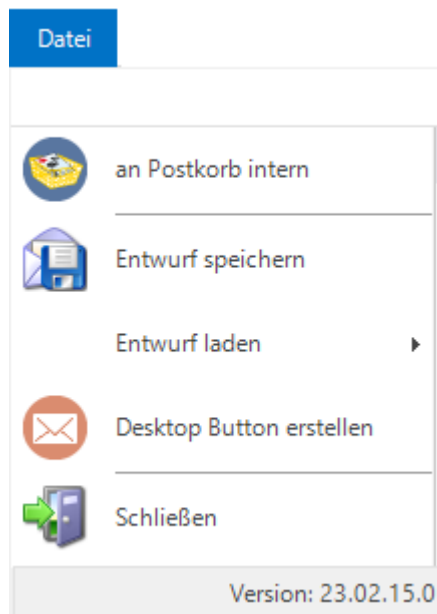 Datei
an Postkorb intern
Entwurf speichern
Entwurf laden
Desktop Button erstellen
Schließen
Version: 23.02.15.0